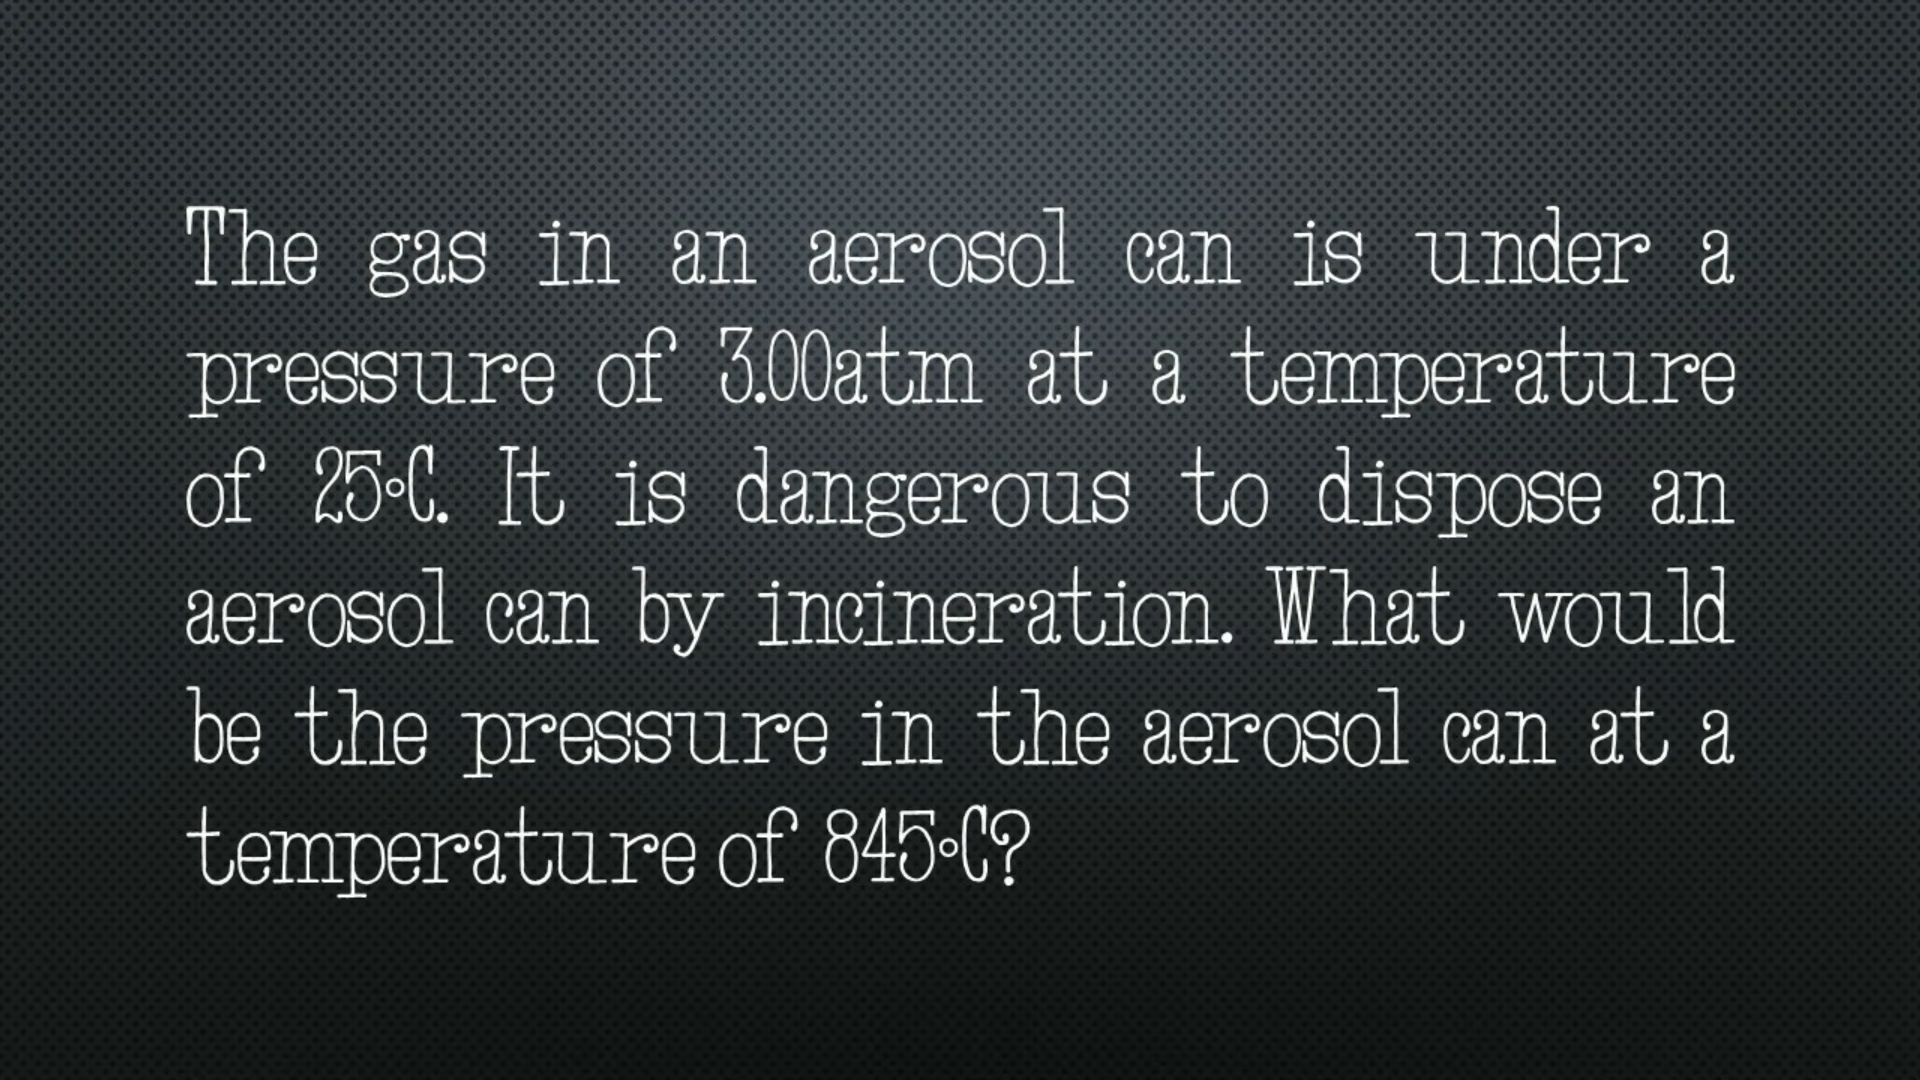 The gas in an aerosol can is under a
pressure of 3.00atm at a temperature
of 25◦C. It is dangerous to dispose an
aerosol can by incineration. What would
be the pressure in the aerosol can at a
temperature of 845◦C?